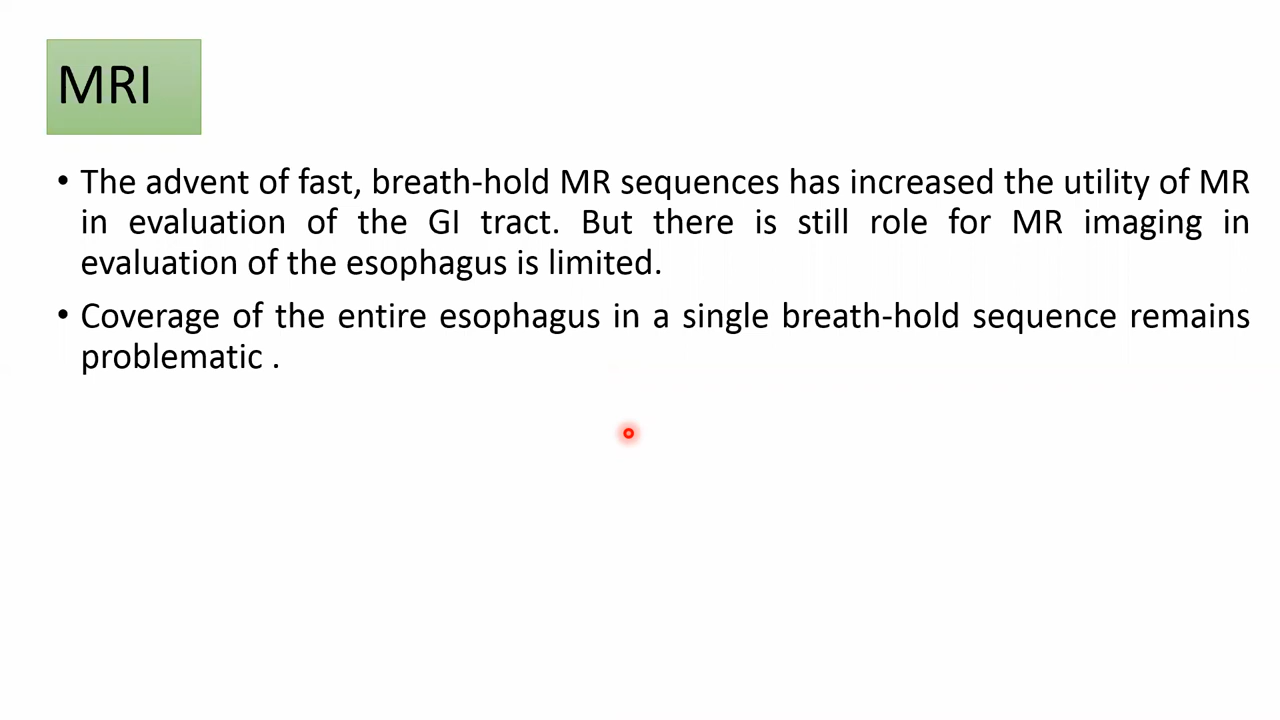 MRI
• The advent of fast, breath-hold MR sequences has increased the utility of MR
in evaluation of the GI tract. But there is still role for MR imaging in
evaluation of the esophagus is limited.
• Coverage of the entire esophagus in a single breath-hold sequence remains
problematic .